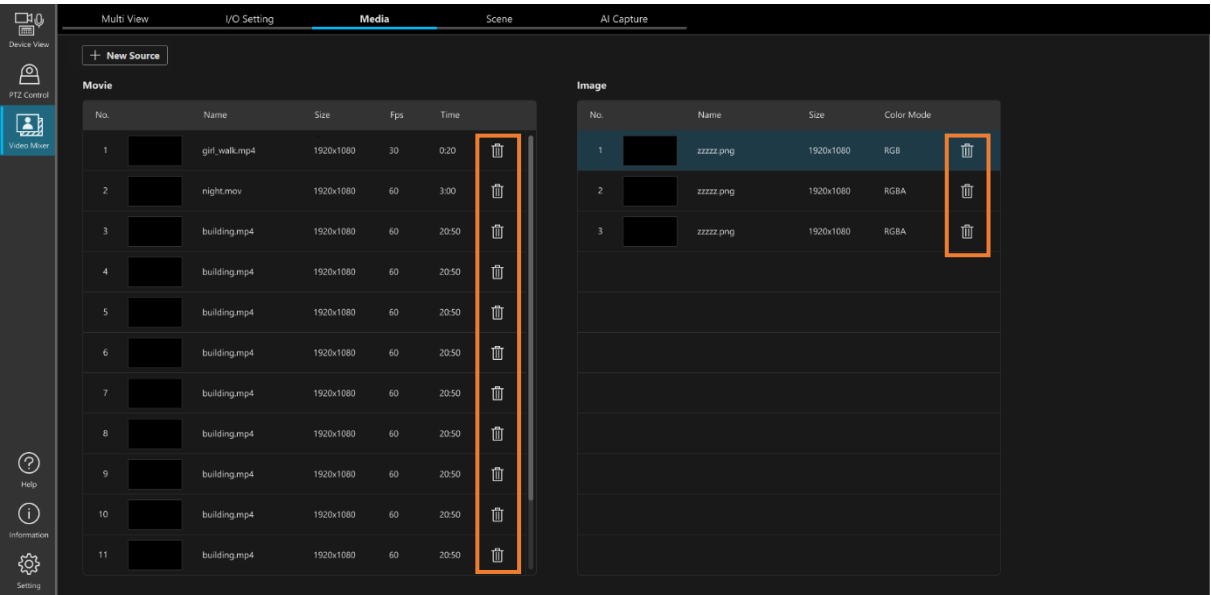 Multi View I/O Setting Media Scene AI Capture
Device View
PTZ Control
Video Mixer
New Source
Movie
No. Name Size Fps Time
1 girl_walk.mp4 1920x1080 30 0:20
2 night.mov 1920x1080 60 3:00
3 building.mp4 1920x1080 60 20:50
4 building.mp4 1920x1080 60 20:50
5 building.mp4 1920x1080 60 20:50
6 building.mp4 1920x1080 60 20:50
7 building.mp4 1920x1080 60 20:50
8 building.mp4 1920x1080 60 20:50
9 building.mp4 1920x1080 60 20:50
10 building.mp4 1920x1080 60 20:50
11 building.mp4 1920x1080 60 20:50
Image
No. Name Size Color Mode
1 zzzzz.png 1920x1080 RGB
2 zzzzz.png 1920x1080 RGBA
3 zzzzz.png 1920x1080 RGBA
Help
Information
Setting